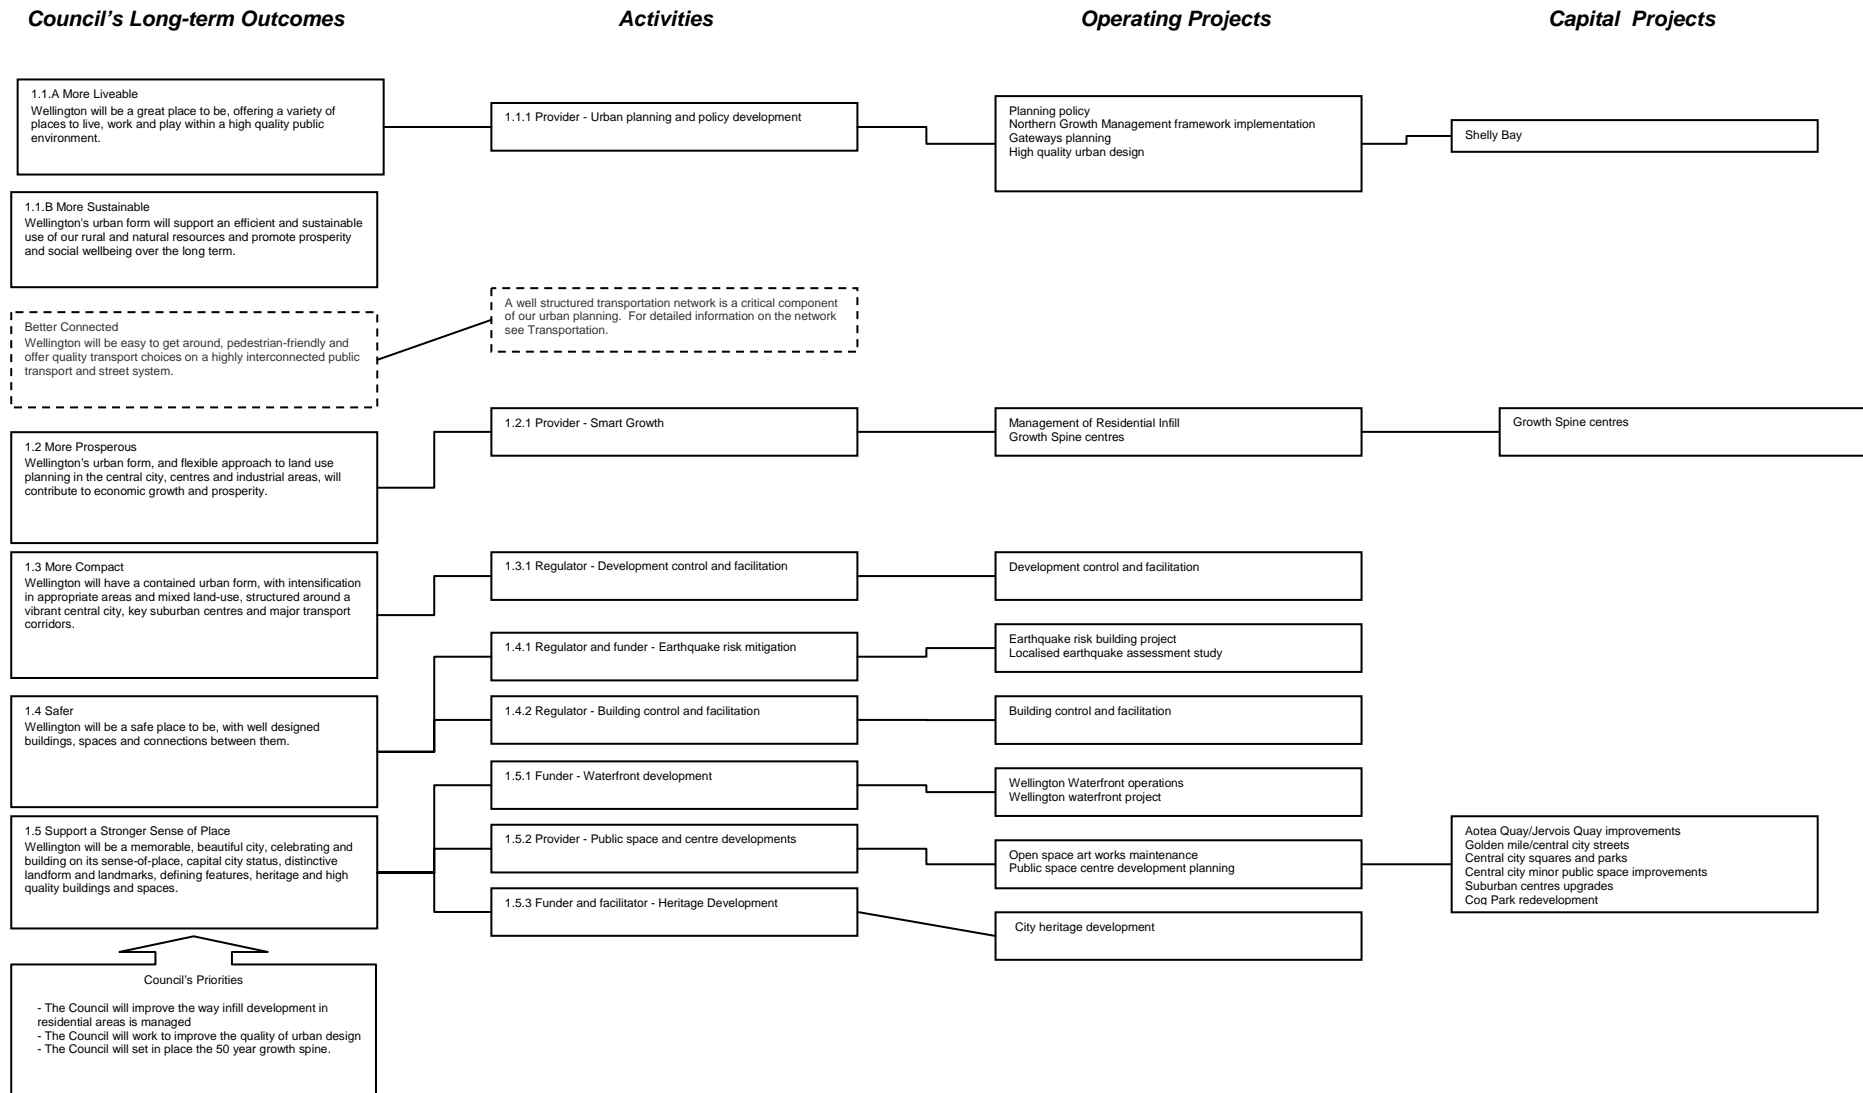 Council's Long-term Outcomes
Activities
Operating Projects
Capital Projects
1.1.A More Liveable
Wellington will be a great place to be, offering a variety of
places to live, work and play within a high quality public
environment.
1.1.1 Provider - Urban planning and policy development
Planning policy
Northern Growth Management framework implementation
Gateways planning
High quality urban design
Shelly Bay
1.1.B More Sustainable
Wellington's urban form will support an efficient and sustainable
use of our rural and natural resources and promote prosperity
and social wellbeing over the long term.
Better Connected
Wellington will be easy to get around, pedestrian-friendly and
offer quality transport choices on a highly interconnected public
transport and street system.
A well structured transportation network is a critical component
of our urban planning. For detailed information on the network
see Transportation.
1.2 More Prosperous
Wellington's urban form, and flexible approach to land use
planning in the central city, centres and industrial areas, will
contribute to economic growth and prosperity.
1.2.1 Provider - Smart Growth
Management of Residential Infill
Growth Spine centres
Growth Spine centres
1.3 More Compact
Wellington will have a contained urban form, with intensification
in appropriate areas and mixed land-use, structured around a
vibrant central city, key suburban centres and major transport
corridors.
1.3.1 Regulator - Development control and facilitation
Development control and facilitation
1.4 Safer
Wellington will be a safe place to be, with well designed
buildings, spaces and connections between them.
1.4.1 Regulator and funder - Earthquake risk mitigation
Earthquake risk building project
Localised earthquake assessment study
1.4.2 Regulator - Building control and facilitation
Building control and facilitation
1.5 Support a Stronger Sense of Place
Wellington will be a memorable, beautiful city, celebrating and
building on its sense-of-place, capital city status, distinctive
landform and landmarks, defining features, heritage and high
quality buildings and spaces.
1.5.1 Funder - Waterfront development
Wellington Waterfront operations
Wellington waterfront project
1.5.2 Provider - Public space and centre developments
Open space art works maintenance
Public space centre development planning
Aotea Quay/Jervois Quay improvements
Golden mile/central city streets
Central city squares and parks
Central city minor public space improvements
Suburban centres upgrades
Cog Park redevelopment
1.5.3 Funder and facilitator - Heritage Development
City heritage development
Council's Priorities
- The Council will improve the way infill development in
residential areas is managed
- The Council will work to improve the quality of urban design
- The Council will set in place the 50 year growth spine.